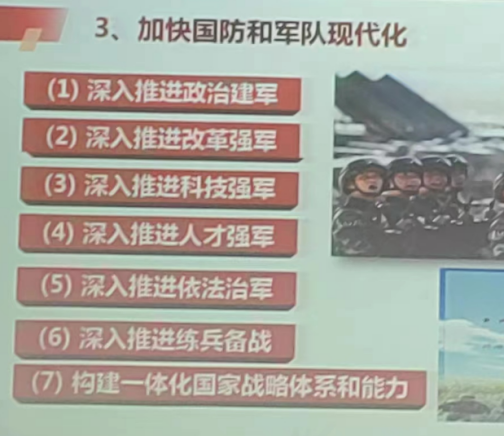 3、加快国防和军队现代化
(1) 深入推进政治建军
(2) 深入推进改革强军
(3) 深入推进科技强军
(4) 深入推进人才强军
(5) 深入推进依法治军
(6) 深入推进练兵备战
(7) 构建一体化国家战略体系和能力